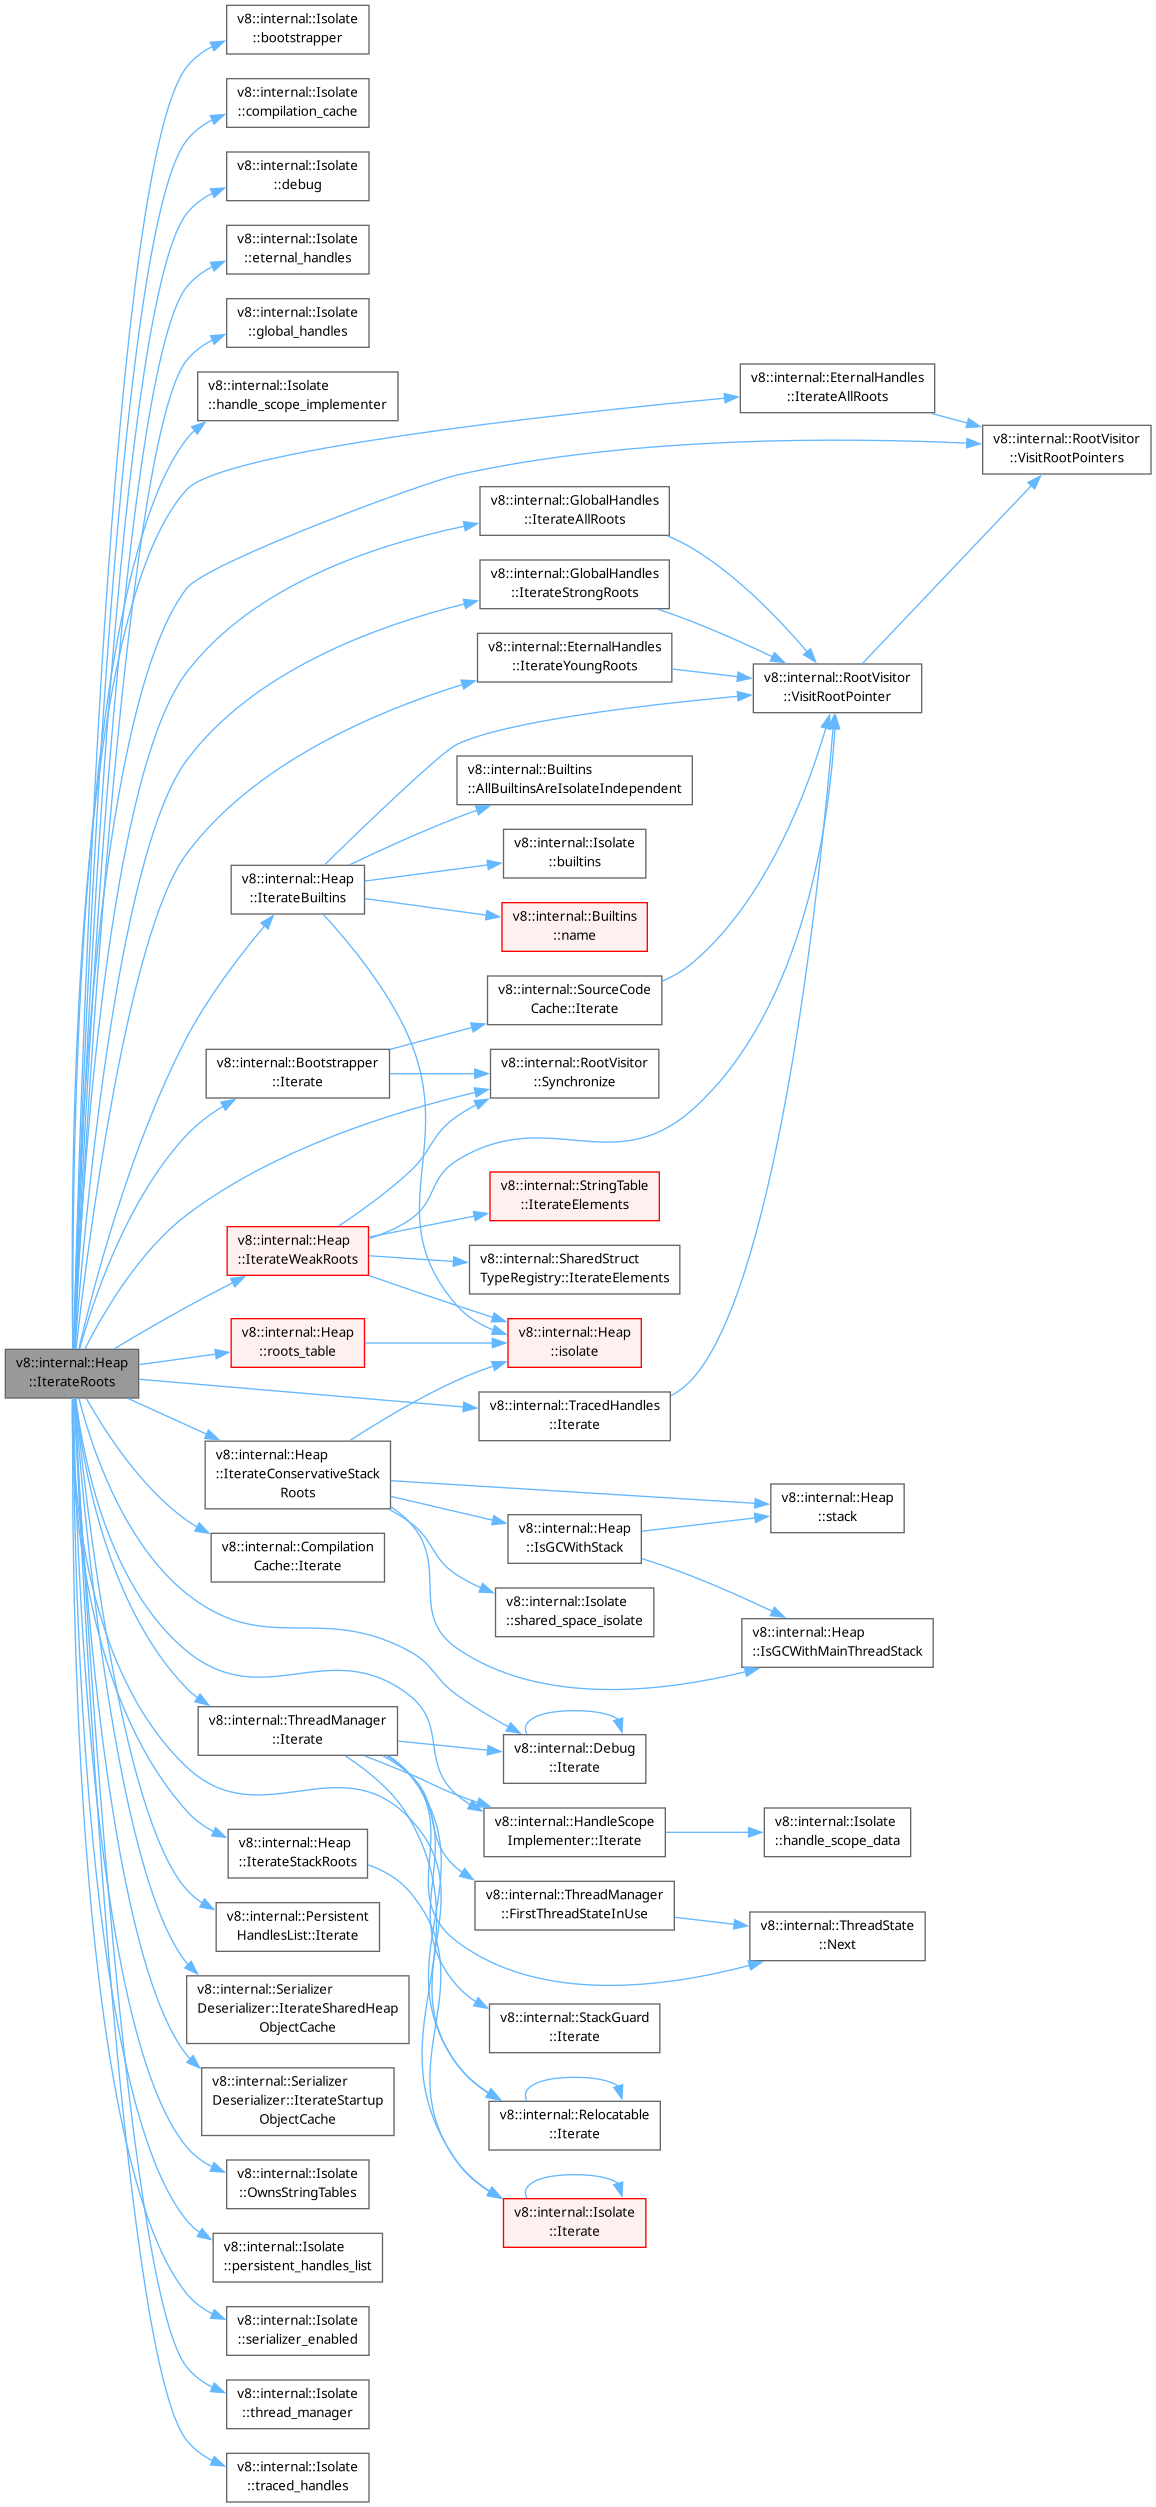 v8::internal::Isolate
::bootstrapper
v8::internal::Isolate
::compilation_cache
v8::internal::Isolate
::debug
v8::internal::Isolate
::eternal_handles
v8::internal::Isolate
::global_handles
v8::internal::Isolate
::handle_scope_implementer
v8::internal::EternalHandles
::IterateAllRoots
v8::internal::RootVisitor
::VisitRootPointers
v8::internal::GlobalHandles
::IterateAllRoots
v8::internal::GlobalHandles
::IterateStrongRoots
v8::internal::EternalHandles
::IterateYoungRoots
v8::internal::RootVisitor
::VisitRootPointer
v8::internal::Builtins
::AllBuiltinsAreIsolateIndependent
v8::internal::Isolate
::builtins
v8::internal::Heap
::IterateBuiltins
v8::internal::Builtins
::name
v8::internal::SourceCode
Cache::Iterate
v8::internal::Bootstrapper
::Iterate
v8::internal::RootVisitor
::Synchronize
v8::internal::StringTable
::IterateElements
v8::internal::Heap
::IterateWeakRoots
v8::internal::SharedStruct
TypeRegistry::IterateElements
v8::internal::Heap
::roots_table
v8::internal::Heap
::isolate
v8::internal::Heap
::IterateRoots
v8::internal::TracedHandles
::Iterate
v8::internal::Heap
::IterateConservativeStack
Roots
v8::internal::Heap
::stack
v8::internal::Heap
::IsGCWithStack
v8::internal::Compilation
Cache::Iterate
v8::internal::Isolate
::shared_space_isolate
v8::internal::Heap
::IsGCWithMainThreadStack
v8::internal::ThreadManager
::Iterate
v8::internal::Debug
::Iterate
v8::internal::HandleScope
Implementer::Iterate
v8::internal::Isolate
::handle_scope_data
v8::internal::Heap
::IterateStackRoots
v8::internal::ThreadManager
::FirstThreadStateInUse
v8::internal::Persistent
HandlesList::Iterate
v8::internal::ThreadState
::Next
v8::internal::Serializer
Deserializer::IterateSharedHeap
ObjectCache
v8::internal::StackGuard
::Iterate
v8::internal::Serializer
Deserializer::IterateStartup
ObjectCache
v8::internal::Relocatable
::Iterate
v8::internal::Isolate
::OwnsStringTables
v8::internal::Isolate
::Iterate
v8::internal::Isolate
::persistent_handles_list
v8::internal::Isolate
::serializer_enabled
v8::internal::Isolate
::thread_manager
v8::internal::Isolate
::traced_handles